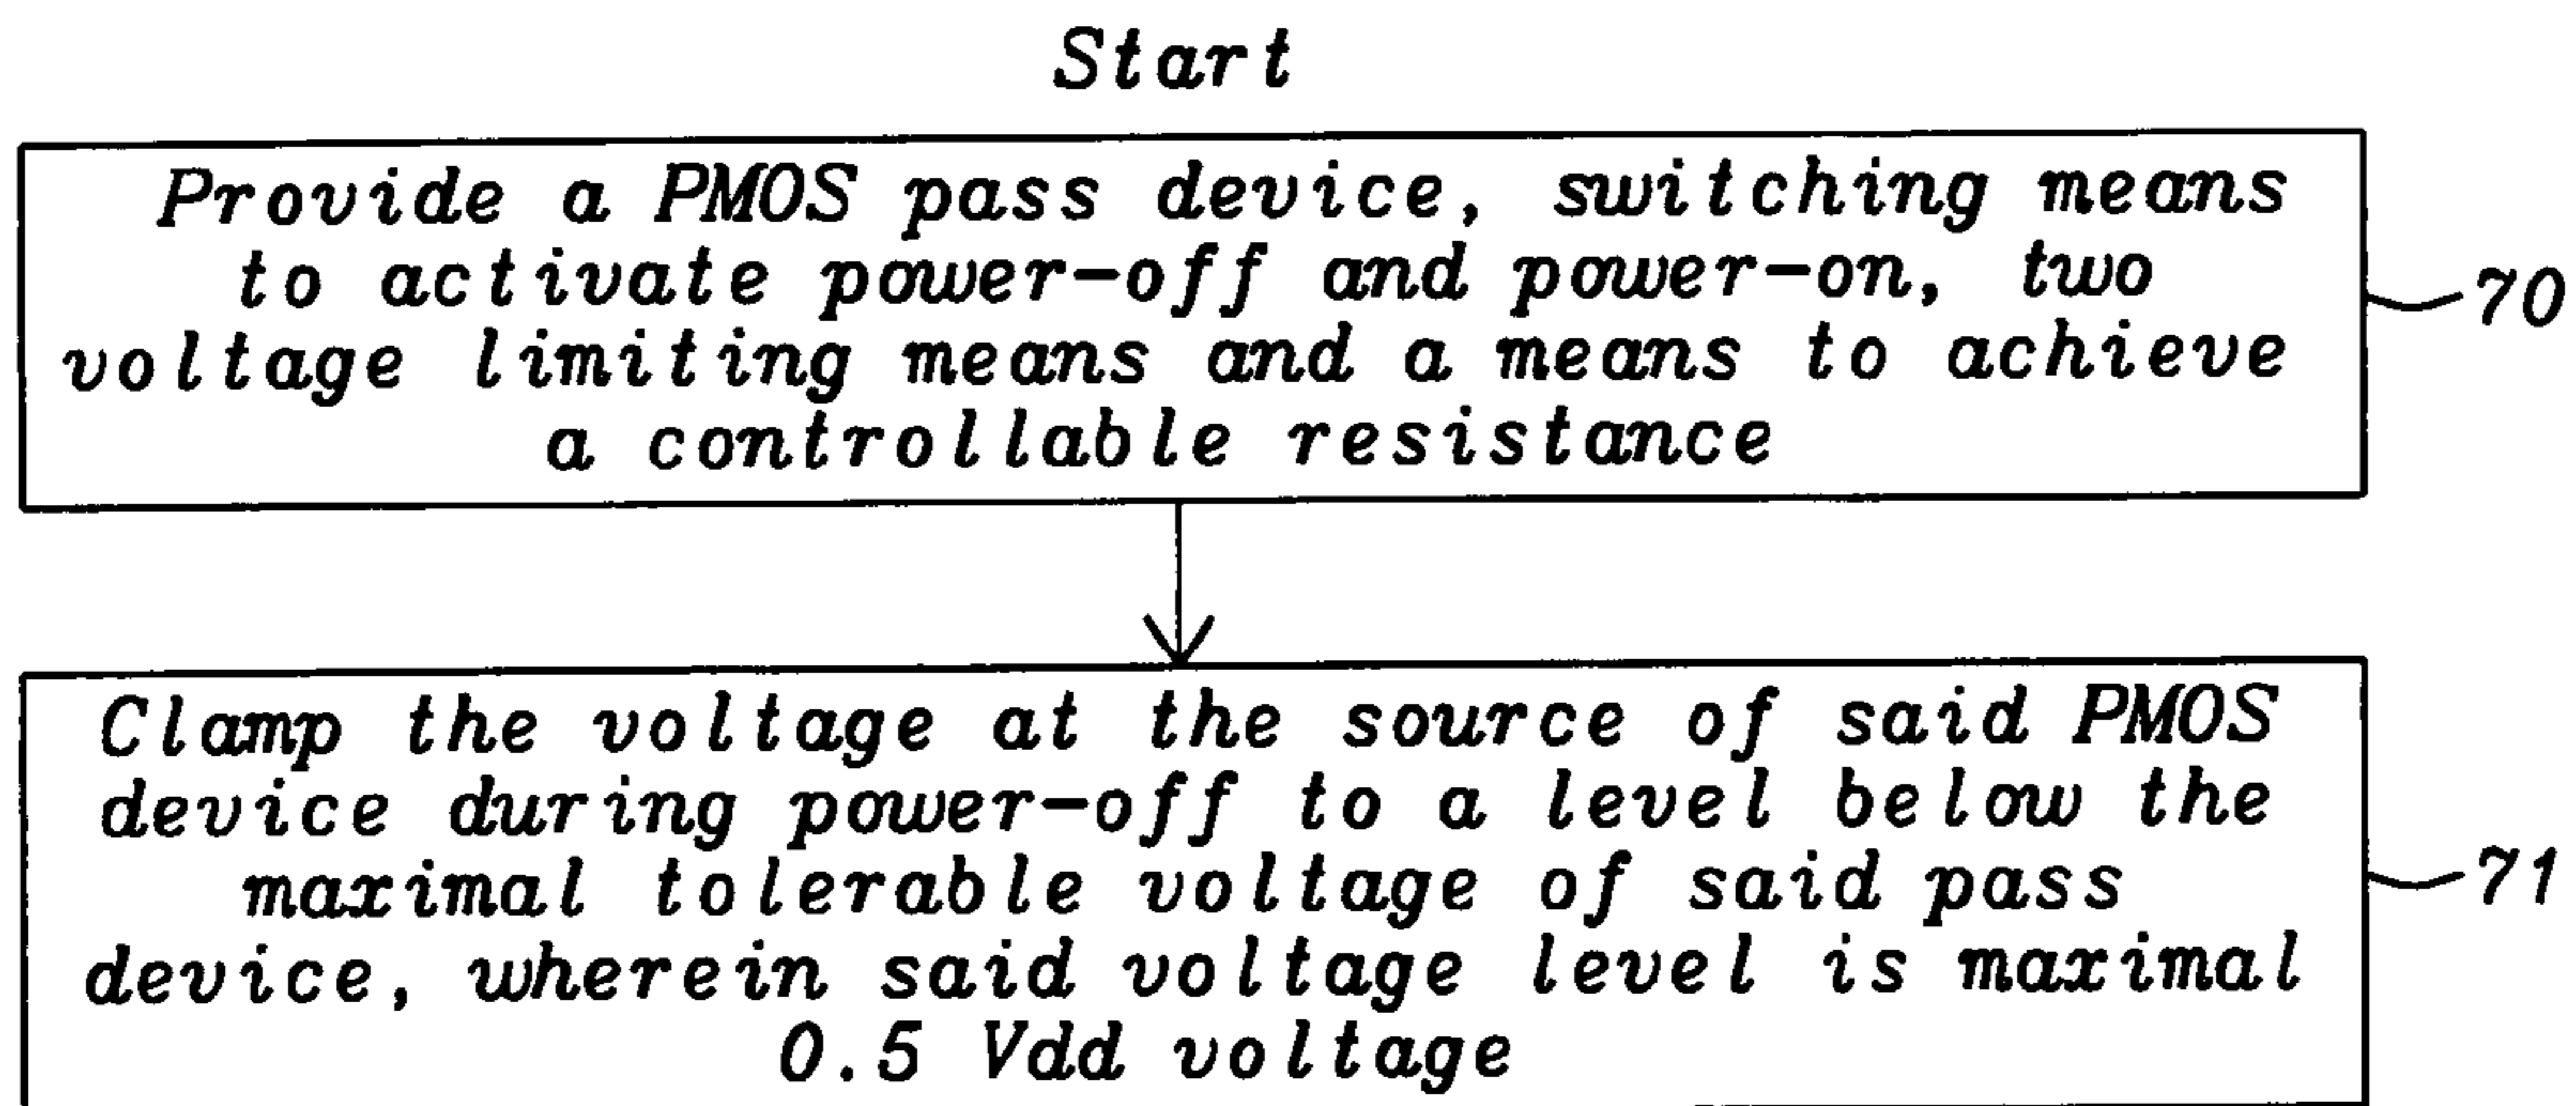 Start
Provide a PMOS pass device, switching means
to activate power-off and power-on, two
voltage limiting means and a means to achieve
a controllable resistance
70
Clamp the voltage at the source of said PMOS
device during power-off to a level below the
maximal tolerable voltage of said pass
device, wherein said voltage level is maximal
0.5 Vdd voltage
71